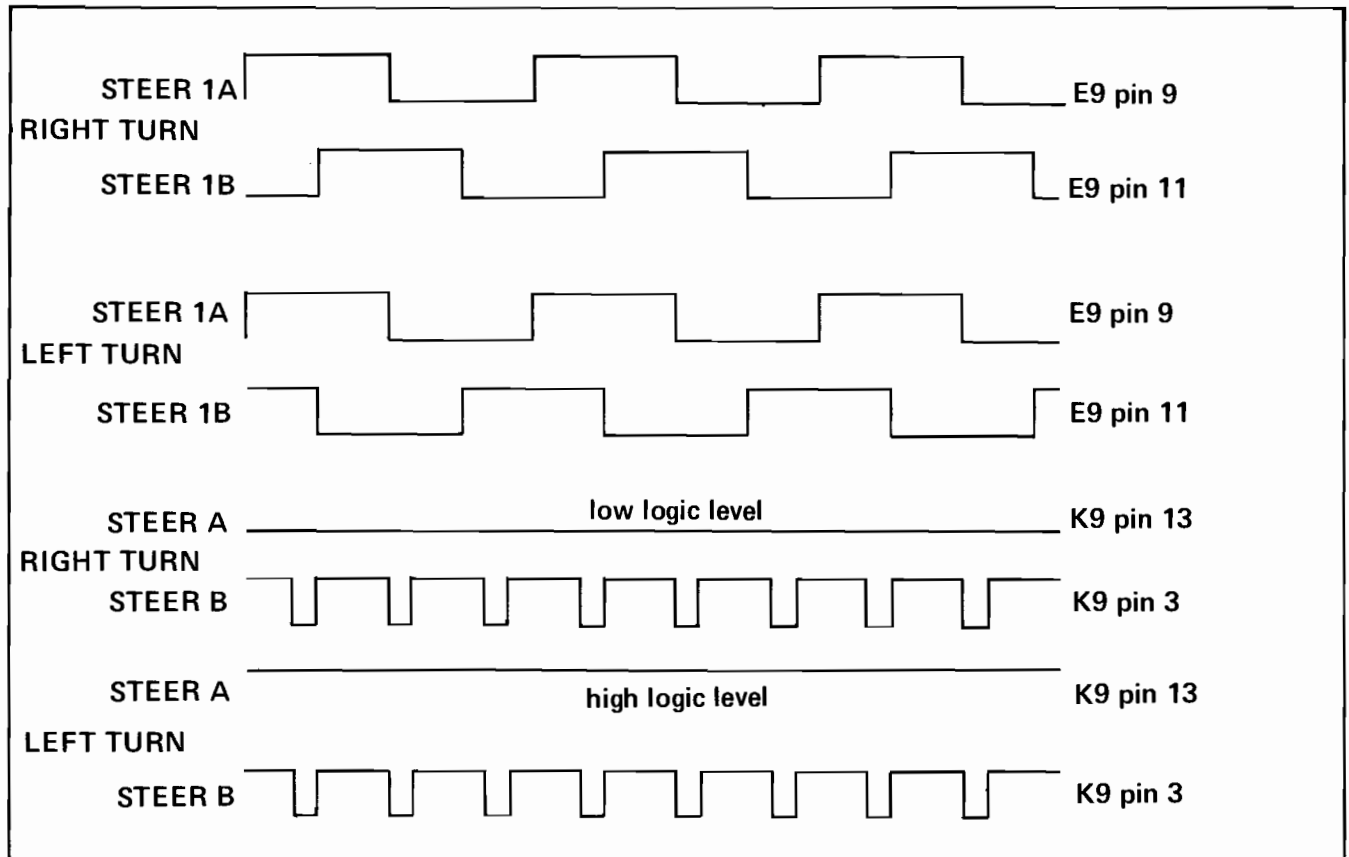 STEER 1A E9 pin 9
RIGHT TURN
STEER 1B E9 pin 11
STEER 1A E9 pin 9
LEFT TURN
STEER 1B E9 pin 11
STEER A low logic level K9 pin 13
RIGHT TURN
STEER B K9 pin 3
STEER A high logic level K9 pin 13
LEFT TURN
STEER B K9 pin 3